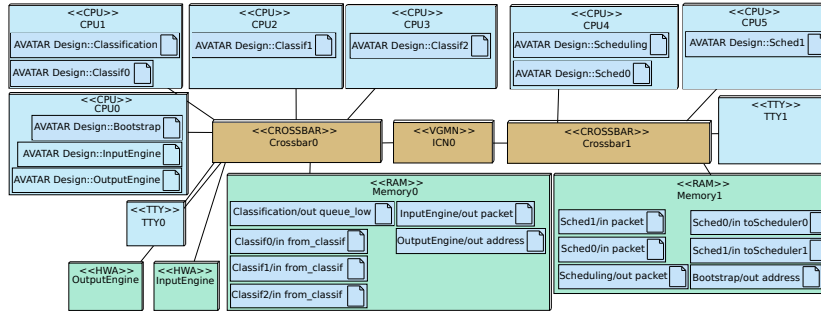 <<CPU>>
CPU1
AVATAR Design::Classification
AVATAR Design::Classif0
<<CPU>>
CPU2
AVATAR Design::Classif1
<<CPU>>
CPU3
AVATAR Design::Classif2
<<CPU>>
CPU4
AVATAR Design::Scheduling
AVATAR Design::Sched0
<<CPU>>
CPU5
AVATAR Design::Sched1
<<CPU>>
CPU0
AVATAR Design::Bootstrap
AVATAR Design::InputEngine
AVATAR Design::OutputEngine
<<CROSSBAR>>
Crossbar0
<<VGMN>>
ICN0
<<CROSSBAR>>
Crossbar1
<<TTY>>
TTY1
<<TTY>>
TTY0
<<HWA>>
OutputEngine
<<HWA>>
InputEngine
<<RAM>>
Memory0
Classification/out queue_low
Classif0/in from_classif
Classif1/in from_classif
Classif2/in from_classif
InputEngine/out packet
OutputEngine/out address
<<RAM>>
Memory1
Sched1/in packet
Sched0/in packet
Scheduling/out packet
Sched0/in toScheduler0
Sched1/in toScheduler1
Bootstrap/out address